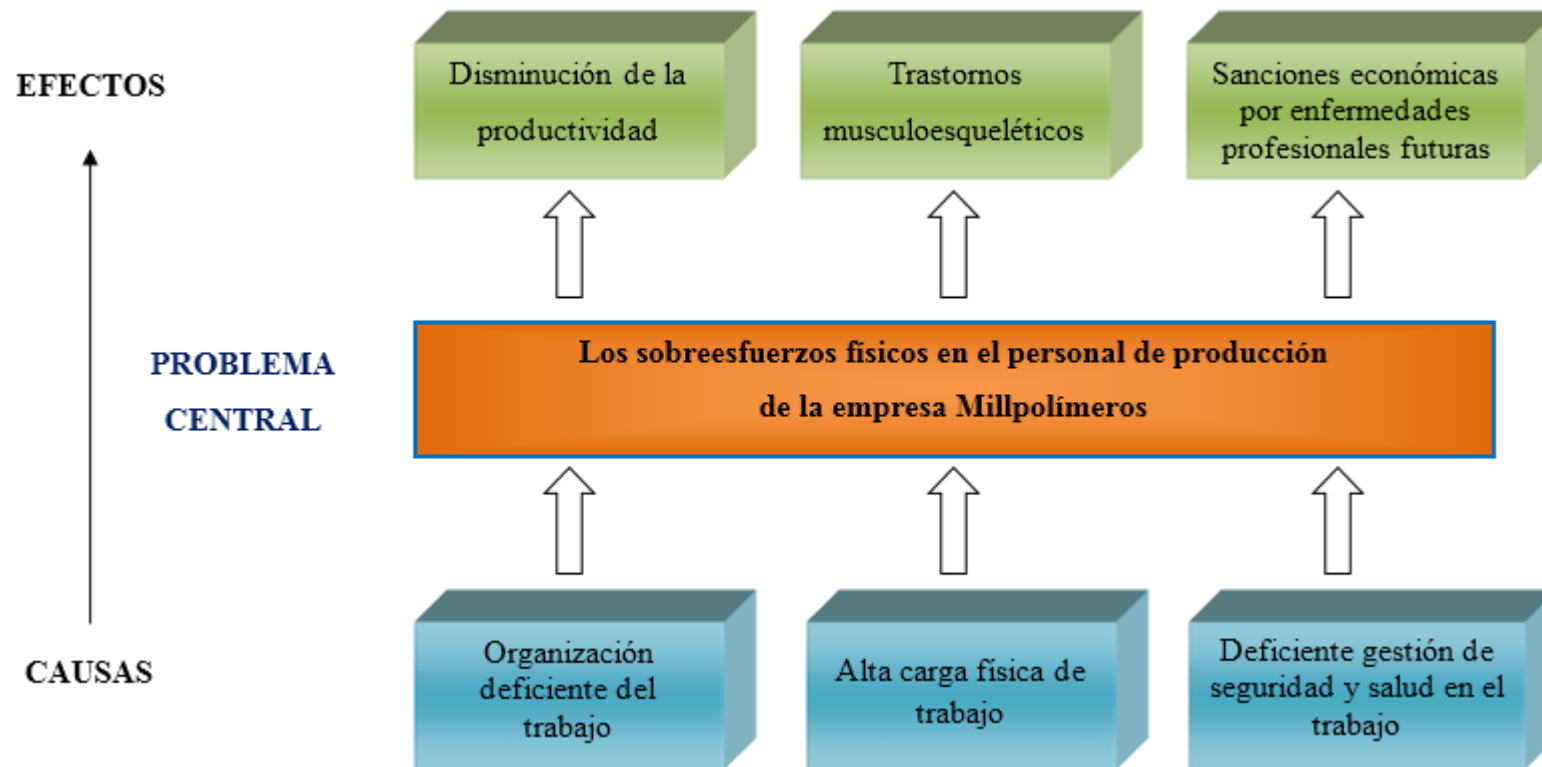 EFECTOS
Disminución de la
productividad
Trastornos
musculoesqueléticos
Sanciones económicas
por enfermedades
profesionales futuras
PROBLEMA
CENTRAL
Los sobreesfuerzos físicos en el personal de producción
de la empresa Millpolímeros
CAUSAS
Organización
deficiente del
trabajo
Alta carga física de
trabajo
Deficiente gestión de
seguridad y salud en el
trabajo